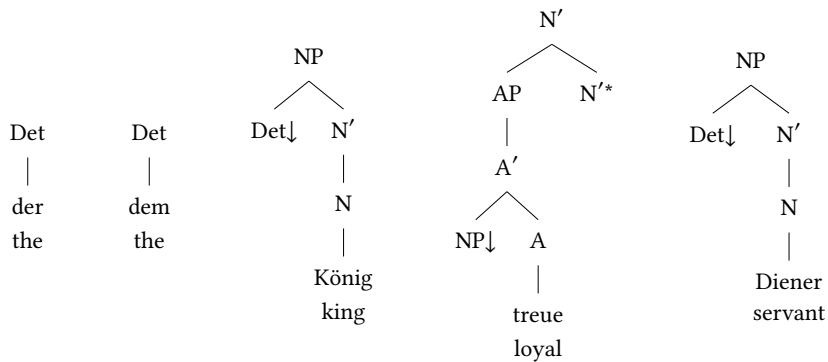 Det
der
the
Det
dem
the
NP
Det↓ N′
N
König
king
N′
AP N′*
A′
NP↓ A
treue
loyal
NP
Det↓ N′
N
Diener
servant